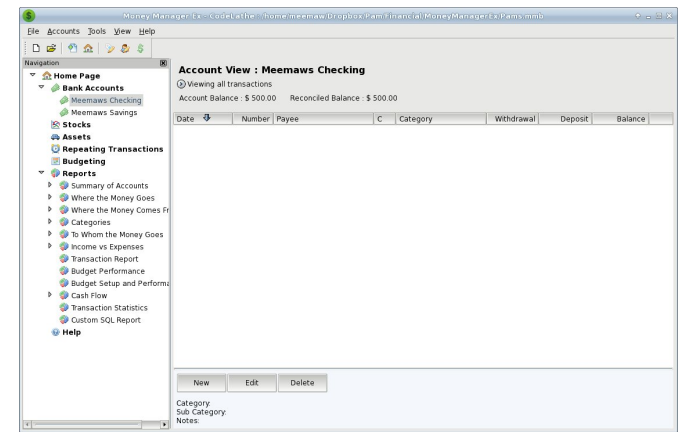 Money Manager Ex - CodeLathe: /home/meemaw/Dropbox/Pam/Financial/MoneyManagerEx/Pams.mmb
File Accounts Tools View Help
Navigation
Home Page
Bank Accounts
Meemaws Checking
Meemaws Savings
Stocks
Assets
Repeating Transactions
Budgeting
Reports
Summary of Accounts
Where the Money Goes
Where the Money Comes Fr
Categories
To Whom the Money Goes
Income vs Expenses
Transaction Report
Budget Performance
Budget Setup and Performa
Cash Flow
Transaction Statistics
Custom SQL Report
Help
Account View : Meemaws Checking
Viewing all transactions
Account Balance : $ 500.00 Reconciled Balance : $ 500.00
Date Number Payee C Category Withdrawal Deposit Balance
New Edit Delete
Category:
Sub Category:
Notes: